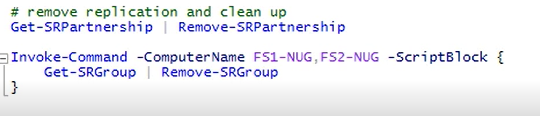 # remove replication and clean up
Get-SRPartnership | Remove-SRPartnership
Invoke-Command -ComputerName FS1-NUG,FS2-NUG -ScriptBlock {
Get-SRGroup | Remove-SRGroup
}